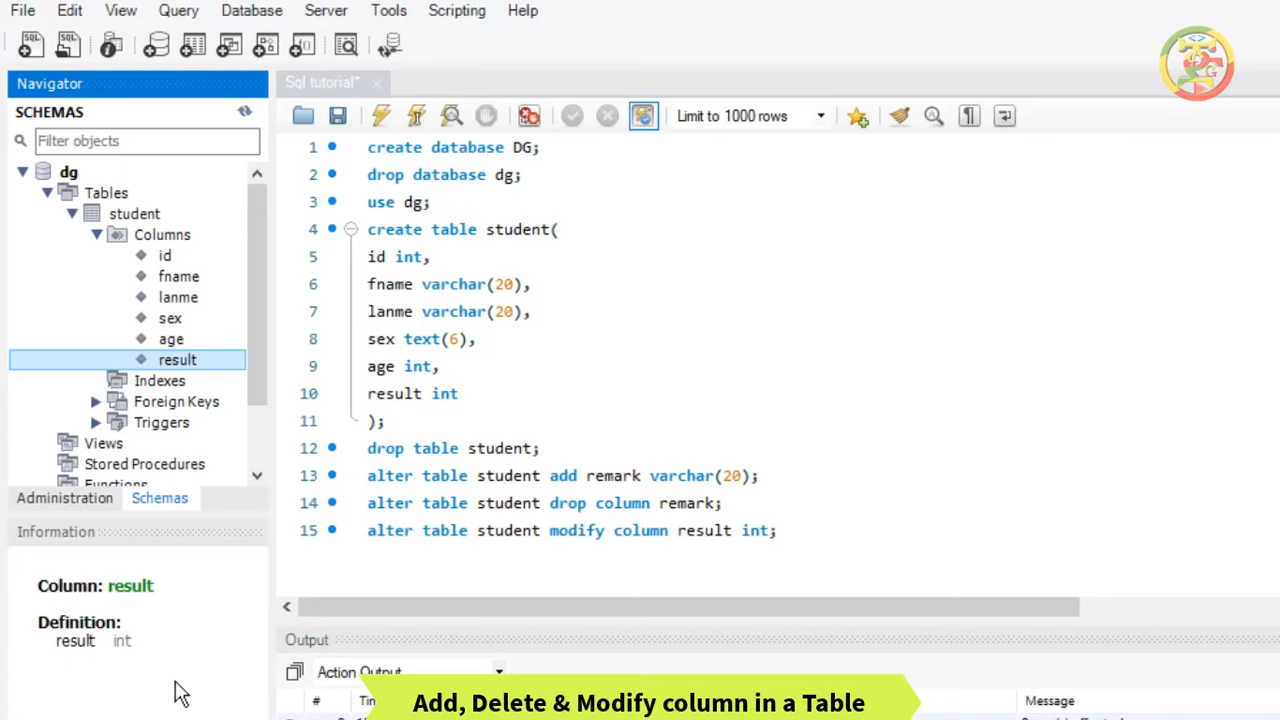 File Edit View Query Database Server Tools Scripting Help
Navigator
SCHEMAS
Filter objects
dg
Tables
student
Columns
id
fname
lanme
sex
age
result
Indexes
Foreign Keys
Triggers
Views
Stored Procedures
Functions
Administration Schemas
Information
Column: result
Definition:
result int
Sql tutorial*
Limit to 1000 rows
1 create database DG;
2 drop database dg;
3 use dg;
4 create table student(
5 id int,
6 fname varchar(20),
7 lanme varchar(20),
8 sex text(6),
9 age int,
10 result int
11 );
12 drop table student;
13 alter table student add remark varchar(20);
14 alter table student drop column remark;
15 alter table student modify column result int;
Output
Action Output
# Message
Add, Delete & Modify column in a Table